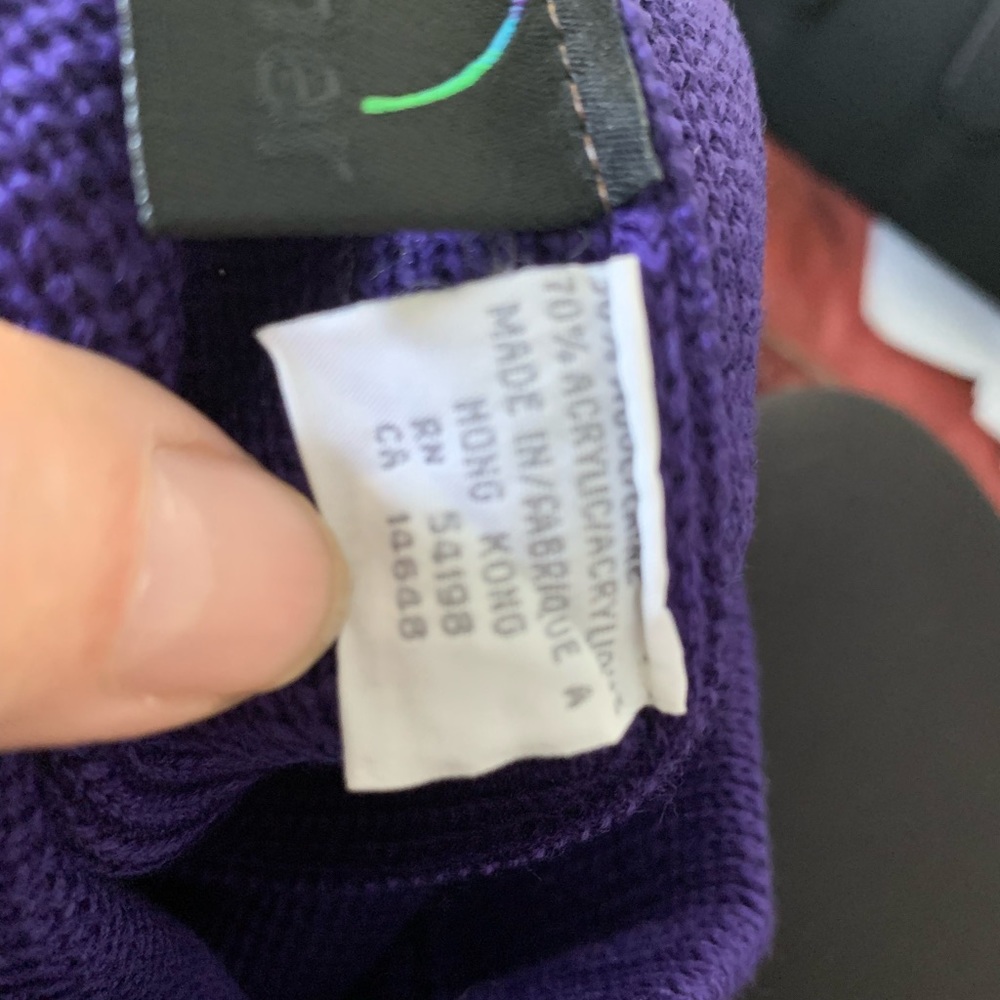 70% ACRYLIC/ACRYLIQUE
MADE IN/FABRIQUE A
HONG KONG
RN 54198
CA 14648